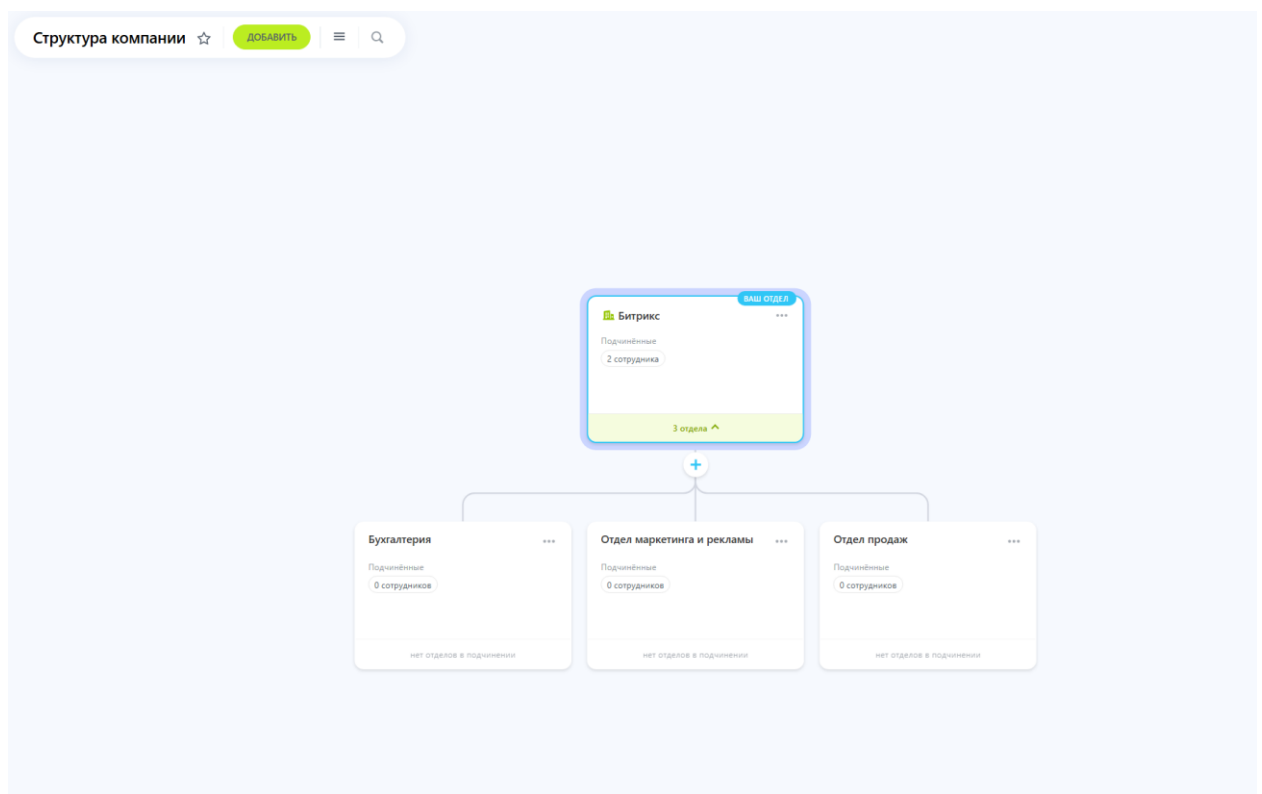 Структура компании ДОБАВИТЬ
ВАШ ОТДЕЛ
Битрикс
Подчинённые
2 сотрудника
3 отдела
Бухгалтерия
Подчинённые
0 сотрудников
нет отделов в подчинении
Отдел маркетинга и рекламы
Подчинённые
0 сотрудников
нет отделов в подчинении
Отдел продаж
Подчинённые
0 сотрудников
нет отделов в подчинении